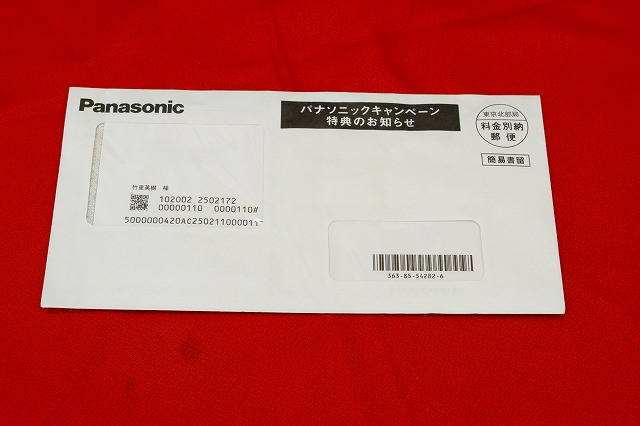 Panasonic
パナソニックキャンペーン
特典のお知らせ
東京北部局
料金別納
郵便
簡易書留
竹重英樹 様
102002 2502172
00000110 0000110#
5000000420AC250211000011
363-85-54282-6